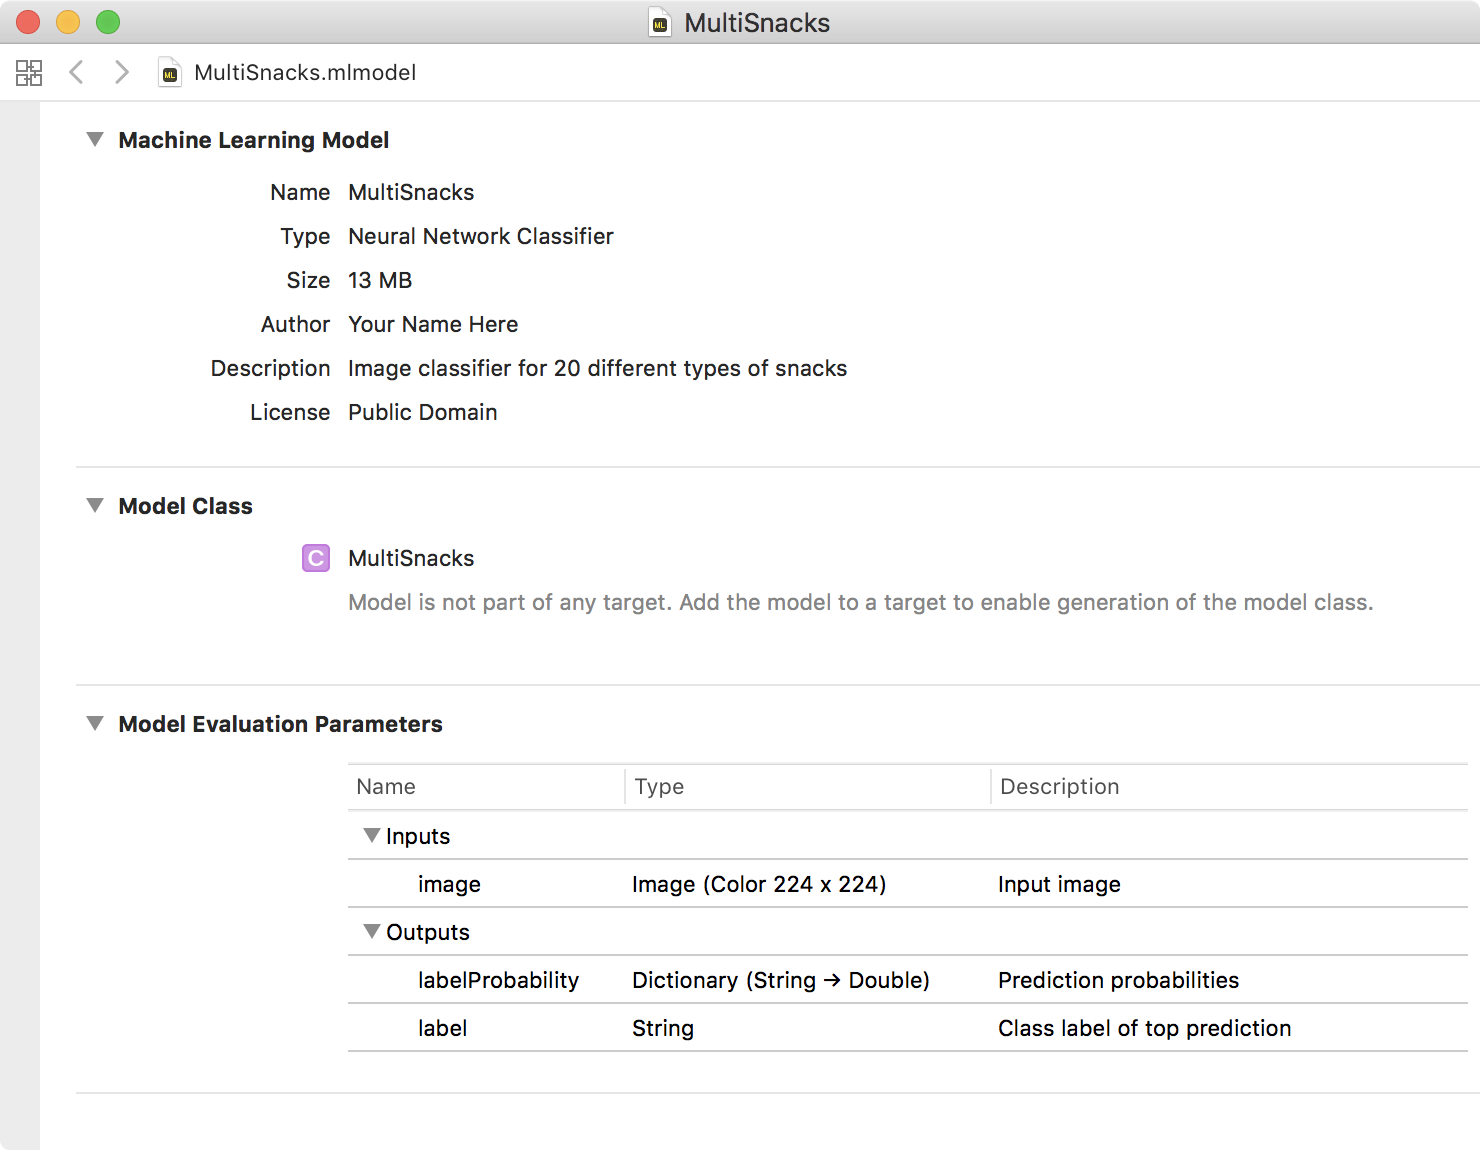 MultiSnacks
MultiSnacks.mlmodel
Machine Learning Model
Name MultiSnacks
Type Neural Network Classifier
Size 13 MB
Author Your Name Here
Description Image classifier for 20 different types of snacks
License Public Domain
Model Class
C MultiSnacks
Model is not part of any target. Add the model to a target to enable generation of the model class.
Model Evaluation Parameters
Name Type Description
Inputs
image Image (Color 224 x 224) Input image
Outputs
labelProbability Dictionary (String → Double) Prediction probabilities
label String Class label of top prediction